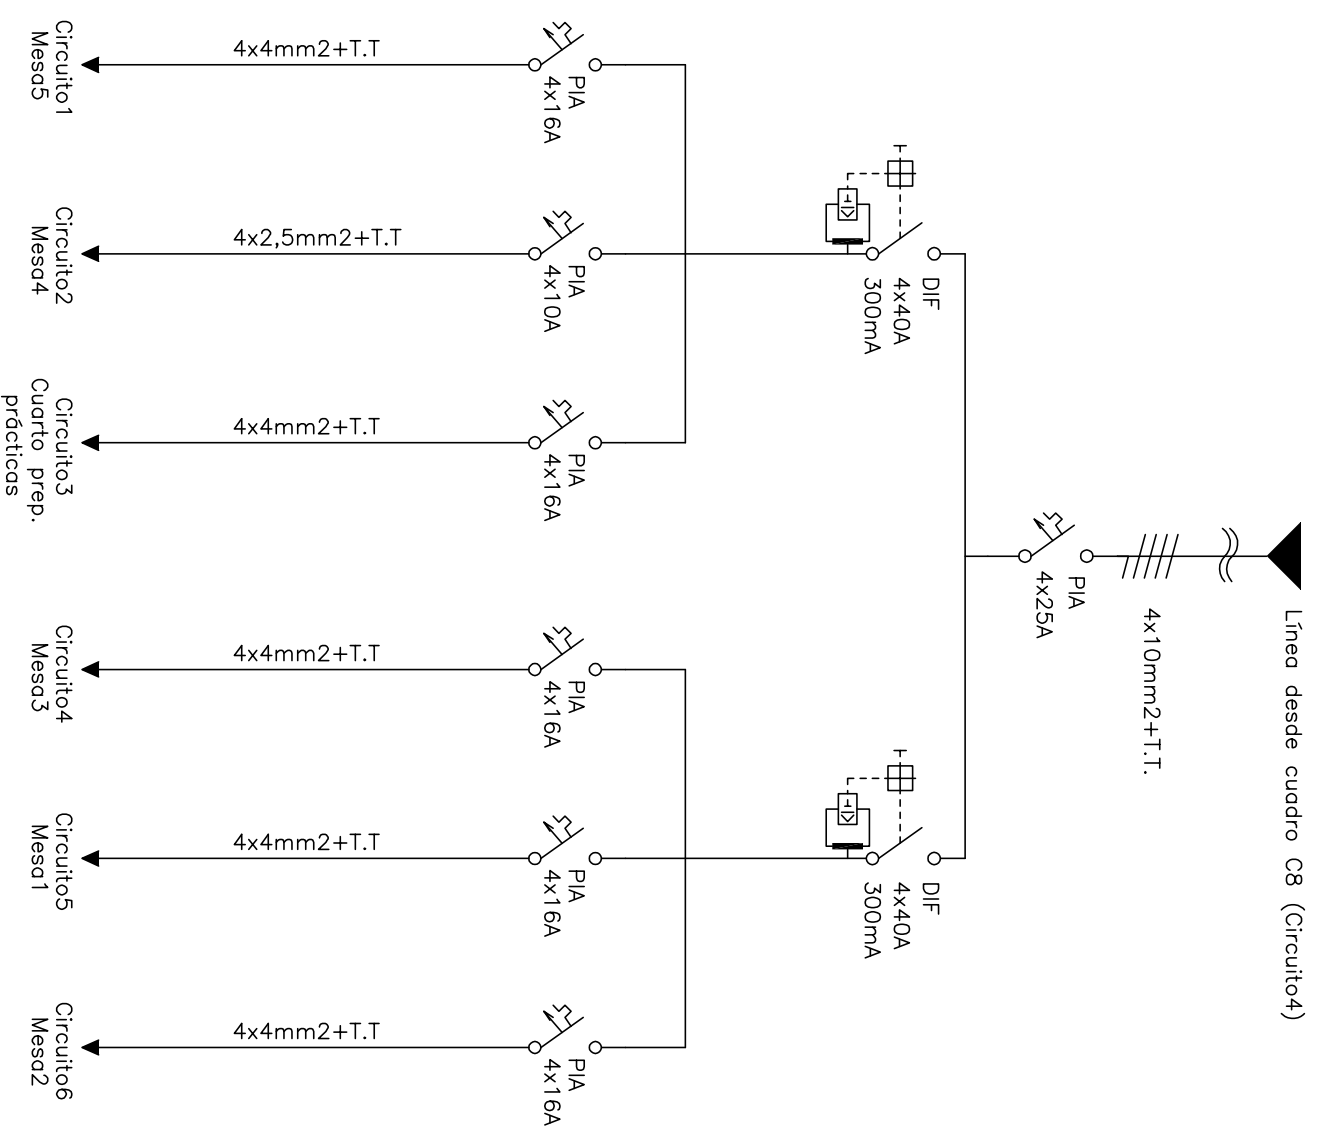 Línea desde cuadro C8 (Circuito4)
4x10mm2+T.T.
PIA
4x25A
DIF
4x40A
300mA
DIF
4x40A
300mA
PIA
4x16A
PIA
4x10A
PIA
4x16A
PIA
4x16A
PIA
4x16A
PIA
4x16A
4x4mm2+T.T
4x2,5mm2+T.T
4x4mm2+T.T
4x4mm2+T.T
4x4mm2+T.T
4x4mm2+T.T
Circuito1
Mesa5
Circuito2
Mesa4
Circuito3
Cuarto prep.
prácticas
Circuito4
Mesa3
Circuito5
Mesa1
Circuito6
Mesa2